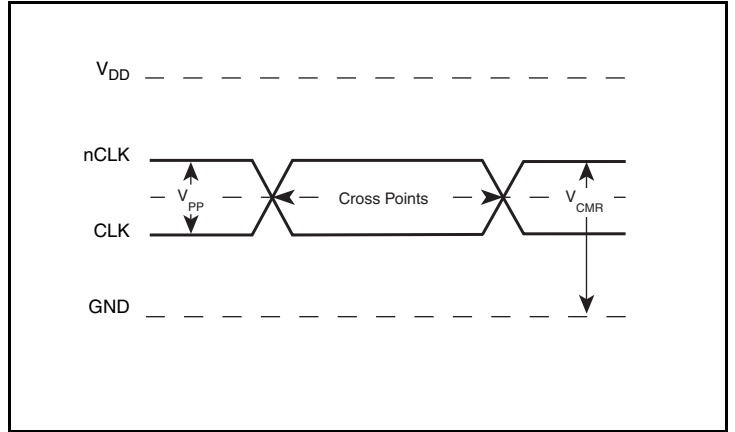 VDD
nCLK
VPP
Cross Points
VCMR
CLK
GND